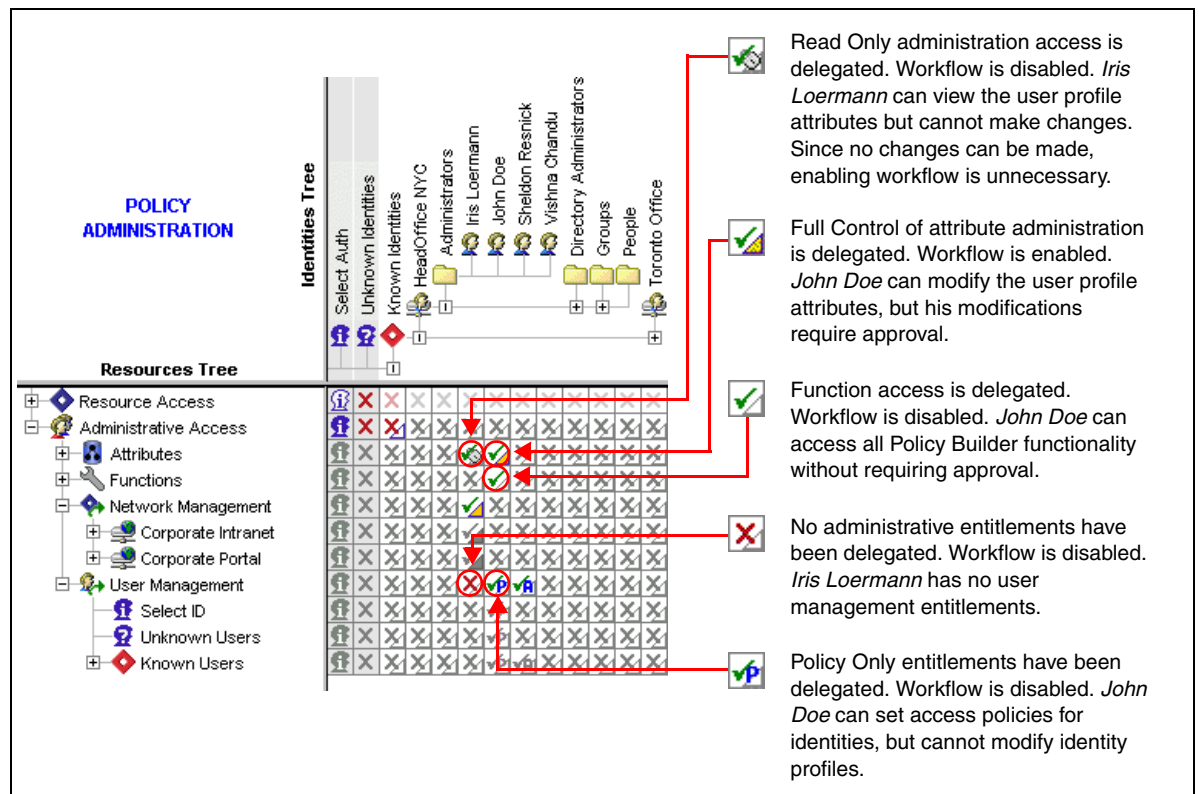 POLICY
ADMINISTRATION
Identities Tree
Select Auth
Unknown Identities
Known Identities
HeadOffice NYC
Administrators
Iris Loermann
John Doe
Sheldon Resnick
Vishna Chandu
Directory Administrators
Groups
People
Toronto Office
Resources Tree
Resource Access
Administrative Access
Attributes
Functions
Network Management
Corporate Intranet
Corporate Portal
User Management
Select ID
Unknown Users
Known Users
Read Only administration access is
delegated. Workflow is disabled. Iris
Loermann can view the user profile
attributes but cannot make changes.
Since no changes can be made,
enabling workflow is unnecessary.
Full Control of attribute administration
is delegated. Workflow is enabled.
John Doe can modify the user profile
attributes, but his modifications
require approval.
Function access is delegated.
Workflow is disabled. John Doe can
access all Policy Builder functionality
without requiring approval.
No administrative entitlements have
been delegated. Workflow is disabled.
Iris Loermann has no user
management entitlements.
P
Policy Only entitlements have been
delegated. Workflow is disabled. John
Doe can set access policies for
identities, but cannot modify identity
profiles.